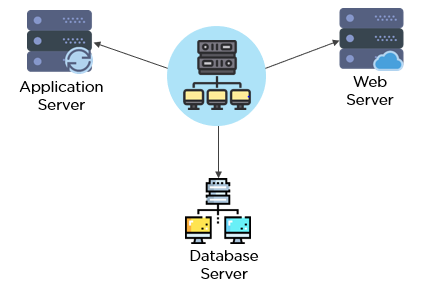 Application
Server
Web
Server
Database
Server